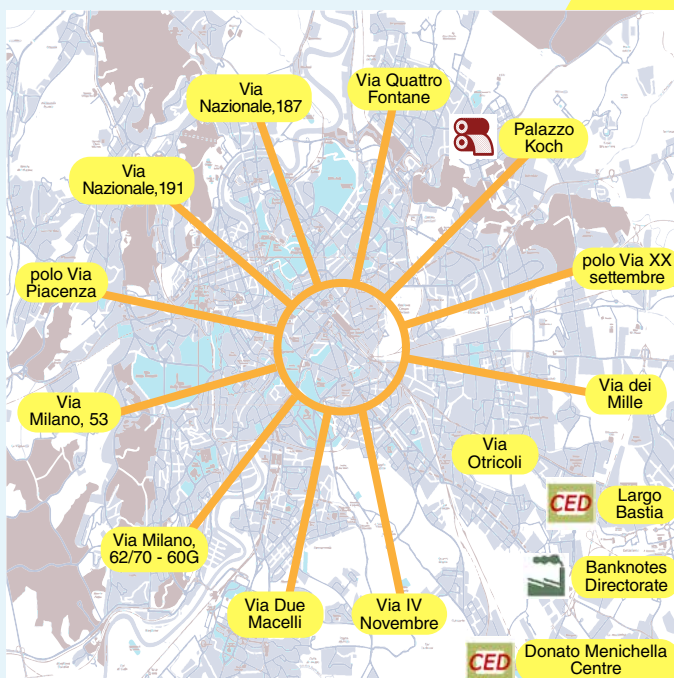 Via
Nazionale,187
Via Quattro
Fontane
Palazzo
Koch
Via
Nazionale,191
polo Via XX
settembre
polo Via
Piacenza
Via dei
Mille
Via
Milano, 53
Via
Otricoli
CED
Largo
Bastia
Via Milano,
62/70 - 60G
Banknotes
Directorate
Via Due
Macelli
Via IV
Novembre
CED
Donato Menichella
Centre